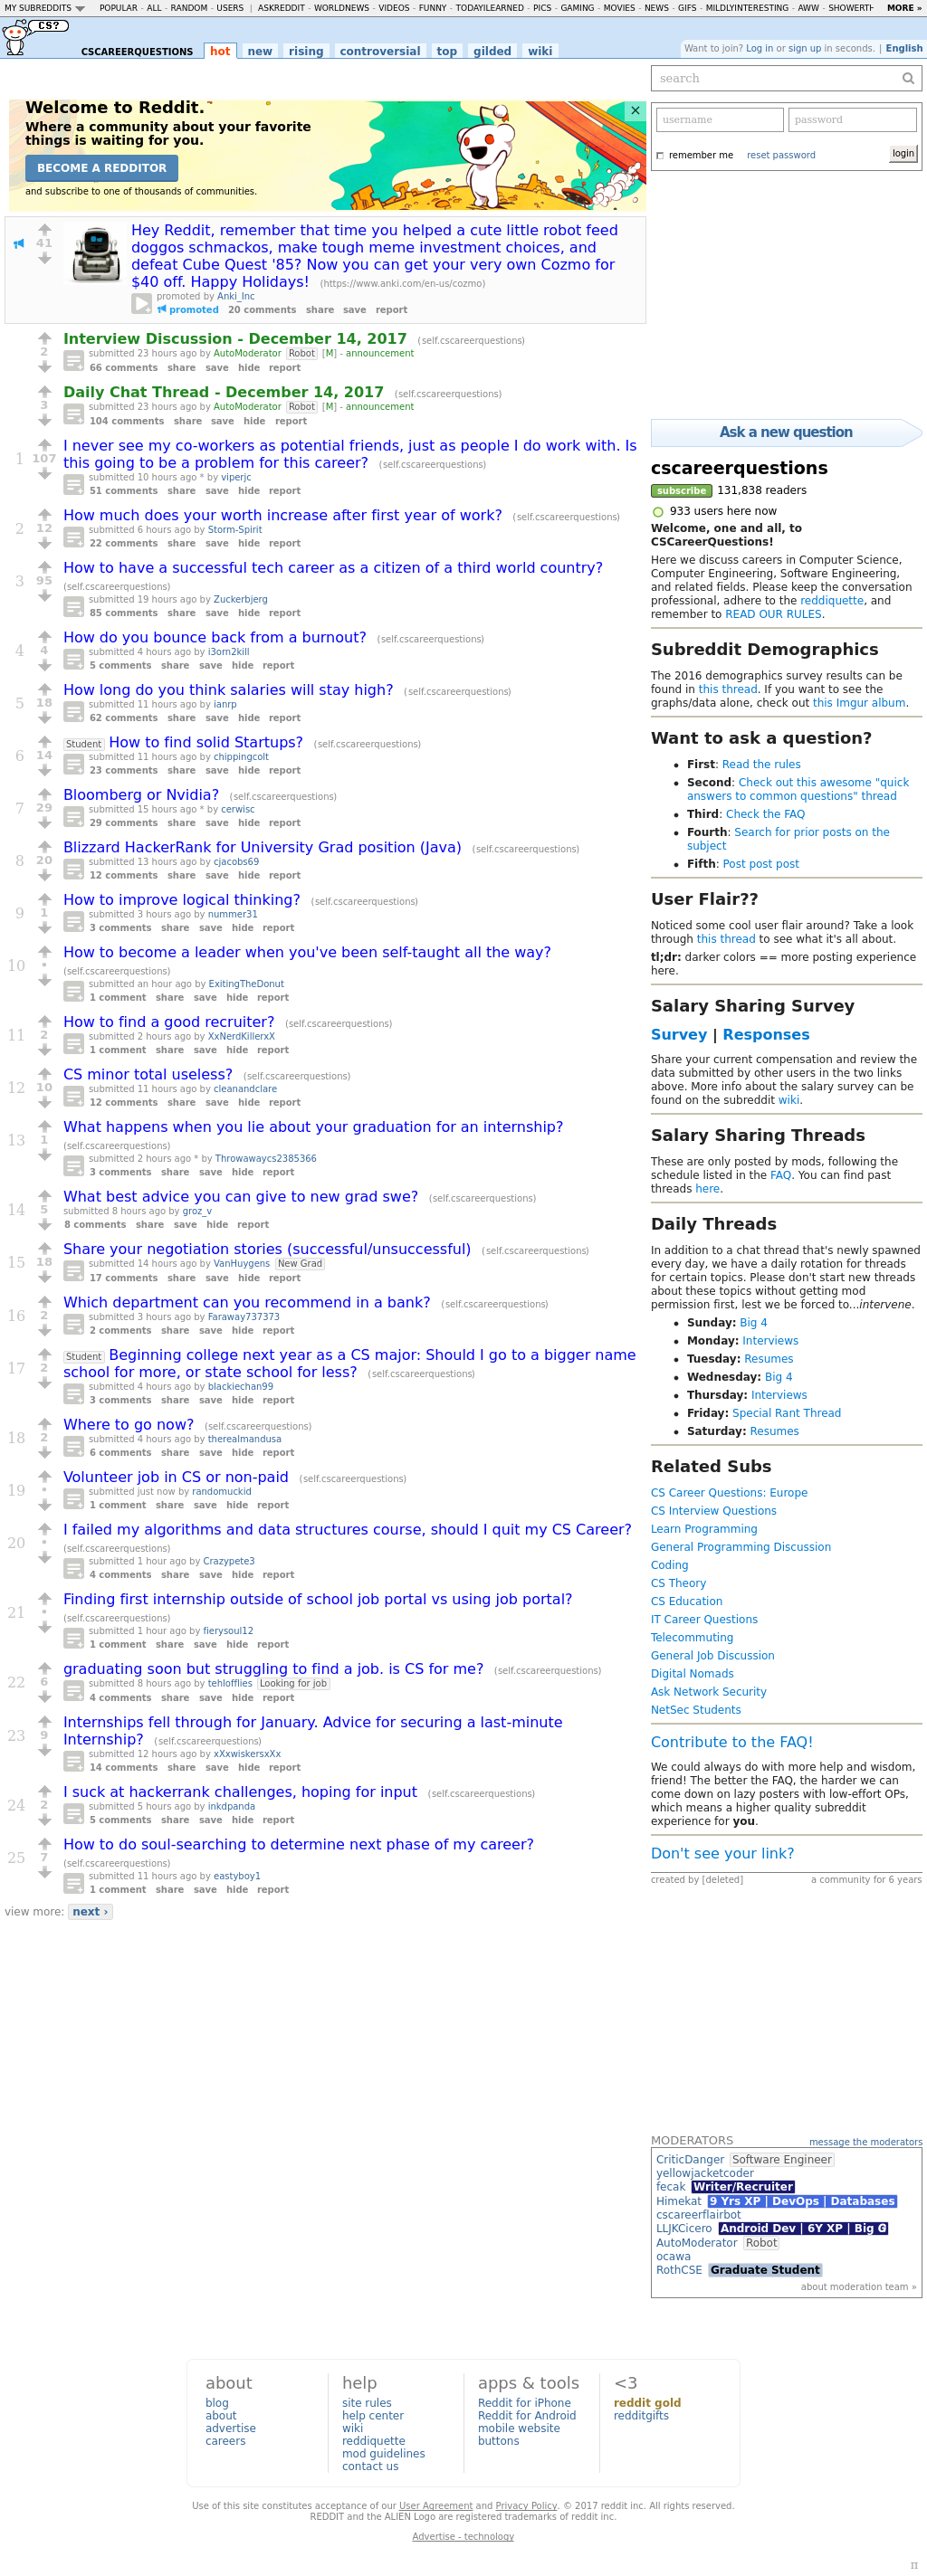 MY SUBREDDITS POPULAR - ALL - RANDOM - USERS | ASKREDDIT - WORLDNEWS - VIDEOS - FUNNY - TODAYILEARNED - PICS - GAMING - MOVIES - NEWS - GIFS - MILDLYINTERESTING - AWW - SHOWERTH MORE »
CS?
CSCAREERQUESTIONS hot new rising controversial top gilded wiki
Want to join? Log in or sign up in seconds. | English
search
username password
remember me reset password login
Welcome to Reddit.
Where a community about your favorite
things is waiting for you.
BECOME A REDDITOR
and subscribe to one of thousands of communities.
×
41
Hey Reddit, remember that time you helped a cute little robot feed
doggos schmackos, make tough meme investment choices, and
defeat Cube Quest '85? Now you can get your very own Cozmo for
$40 off. Happy Holidays! (https://www.anki.com/en-us/cozmo)
promoted by Anki_Inc
promoted 20 comments share save report
2
Interview Discussion - December 14, 2017 (self.cscareerquestions)
submitted 23 hours ago by AutoModerator Robot [M] - announcement
66 comments share save hide report
3
Daily Chat Thread - December 14, 2017 (self.cscareerquestions)
submitted 23 hours ago by AutoModerator Robot [M] - announcement
104 comments share save hide report
1 107
I never see my co-workers as potential friends, just as people I do work with. Is
this going to be a problem for this career? (self.cscareerquestions)
submitted 10 hours ago * by viperjc
51 comments share save hide report
2 12
How much does your worth increase after first year of work? (self.cscareerquestions)
submitted 6 hours ago by Storm-Spirit
22 comments share save hide report
3 95
How to have a successful tech career as a citizen of a third world country?
(self.cscareerquestions)
submitted 19 hours ago by Zuckerbjerg
85 comments share save hide report
4 4
How do you bounce back from a burnout? (self.cscareerquestions)
submitted 4 hours ago by i3orn2kill
5 comments share save hide report
5 18
How long do you think salaries will stay high? (self.cscareerquestions)
submitted 11 hours ago by ianrp
62 comments share save hide report
6 14
Student How to find solid Startups? (self.cscareerquestions)
submitted 11 hours ago by chippingcolt
23 comments share save hide report
7 29
Bloomberg or Nvidia? (self.cscareerquestions)
submitted 15 hours ago * by cerwisc
29 comments share save hide report
8 20
Blizzard HackerRank for University Grad position (Java) (self.cscareerquestions)
submitted 13 hours ago by cjacobs69
12 comments share save hide report
9 1
How to improve logical thinking? (self.cscareerquestions)
submitted 3 hours ago by nummer31
3 comments share save hide report
10 •
How to become a leader when you've been self-taught all the way?
(self.cscareerquestions)
submitted an hour ago by ExitingTheDonut
1 comment share save hide report
11 2
How to find a good recruiter? (self.cscareerquestions)
submitted 2 hours ago by XxNerdKillerxX
1 comment share save hide report
12 10
CS minor total useless? (self.cscareerquestions)
submitted 11 hours ago by cleanandclare
12 comments share save hide report
13 1
What happens when you lie about your graduation for an internship?
(self.cscareerquestions)
submitted 2 hours ago * by Throwawaycs2385366
3 comments share save hide report
14 5
What best advice you can give to new grad swe? (self.cscareerquestions)
submitted 8 hours ago by groz_v
8 comments share save hide report
15 18
Share your negotiation stories (successful/unsuccessful) (self.cscareerquestions)
submitted 14 hours ago by VanHuygens New Grad
17 comments share save hide report
16 2
Which department can you recommend in a bank? (self.cscareerquestions)
submitted 3 hours ago by Faraway737373
2 comments share save hide report
17 2
Student Beginning college next year as a CS major: Should I go to a bigger name
school for more, or state school for less? (self.cscareerquestions)
submitted 4 hours ago by blackiechan99
3 comments share save hide report
18 2
Where to go now? (self.cscareerquestions)
submitted 4 hours ago by therealmandusa
6 comments share save hide report
19 •
Volunteer job in CS or non-paid (self.cscareerquestions)
submitted just now by randomuckid
1 comment share save hide report
20 •
I failed my algorithms and data structures course, should I quit my CS Career?
(self.cscareerquestions)
submitted 1 hour ago by Crazypete3
4 comments share save hide report
21 •
Finding first internship outside of school job portal vs using job portal?
(self.cscareerquestions)
submitted 1 hour ago by fierysoul12
1 comment share save hide report
22 6
graduating soon but struggling to find a job. is CS for me? (self.cscareerquestions)
submitted 8 hours ago by tehlofflies Looking for job
4 comments share save hide report
23 9
Internships fell through for January. Advice for securing a last-minute
Internship? (self.cscareerquestions)
submitted 12 hours ago by xXxwiskersxXx
14 comments share save hide report
24 2
I suck at hackerrank challenges, hoping for input (self.cscareerquestions)
submitted 5 hours ago by inkdpanda
5 comments share save hide report
25 7
How to do soul-searching to determine next phase of my career?
(self.cscareerquestions)
submitted 11 hours ago by eastyboy1
1 comment share save hide report
view more: next ›
Ask a new question
cscareerquestions
subscribe 131,838 readers
933 users here now
Welcome, one and all, to
CSCareerQuestions!
Here we discuss careers in Computer Science,
Computer Engineering, Software Engineering,
and related fields. Please keep the conversation
professional, adhere to the reddiquette, and
remember to READ OUR RULES.
Subreddit Demographics
The 2016 demographics survey results can be
found in this thread. If you want to see the
graphs/data alone, check out this Imgur album.
Want to ask a question?
• First: Read the rules
• Second: Check out this awesome "quick
answers to common questions" thread
• Third: Check the FAQ
• Fourth: Search for prior posts on the
subject
• Fifth: Post post post
User Flair??
Noticed some cool user flair around? Take a look
through this thread to see what it's all about.
tl;dr: darker colors == more posting experience
here.
Salary Sharing Survey
Survey | Responses
Share your current compensation and review the
data submitted by other users in the two links
above. More info about the salary survey can be
found on the subreddit wiki.
Salary Sharing Threads
These are only posted by mods, following the
schedule listed in the FAQ. You can find past
threads here.
Daily Threads
In addition to a chat thread that's newly spawned
every day, we have a daily rotation for threads
for certain topics. Please don't start new threads
about these topics without getting mod
permission first, lest we be forced to...intervene.
• Sunday: Big 4
• Monday: Interviews
• Tuesday: Resumes
• Wednesday: Big 4
• Thursday: Interviews
• Friday: Special Rant Thread
• Saturday: Resumes
Related Subs
CS Career Questions: Europe
CS Interview Questions
Learn Programming
General Programming Discussion
Coding
CS Theory
CS Education
IT Career Questions
Telecommuting
General Job Discussion
Digital Nomads
Ask Network Security
NetSec Students
Contribute to the FAQ!
We could always do with more help and wisdom,
friend! The better the FAQ, the harder we can
come down on lazy posters with low-effort OPs,
which means a higher quality subreddit
experience for you.
Don't see your link?
created by [deleted] a community for 6 years
MODERATORS message the moderators
CriticDanger Software Engineer
yellowjacketcoder
fecak Writer/Recruiter
Himekat 9 Yrs XP | DevOps | Databases
cscareerflairbot
LLJKCicero Android Dev | 6Y XP | Big G
AutoModerator Robot
ocawa
RothCSE Graduate Student
about moderation team »
about
blog
about
advertise
careers
help
site rules
help center
wiki
reddiquette
mod guidelines
contact us
apps & tools
Reddit for iPhone
Reddit for Android
mobile website
buttons
<3
reddit gold
redditgifts
Use of this site constitutes acceptance of our User Agreement and Privacy Policy. © 2017 reddit inc. All rights reserved.
REDDIT and the ALIEN Logo are registered trademarks of reddit inc.
Advertise - technology
π